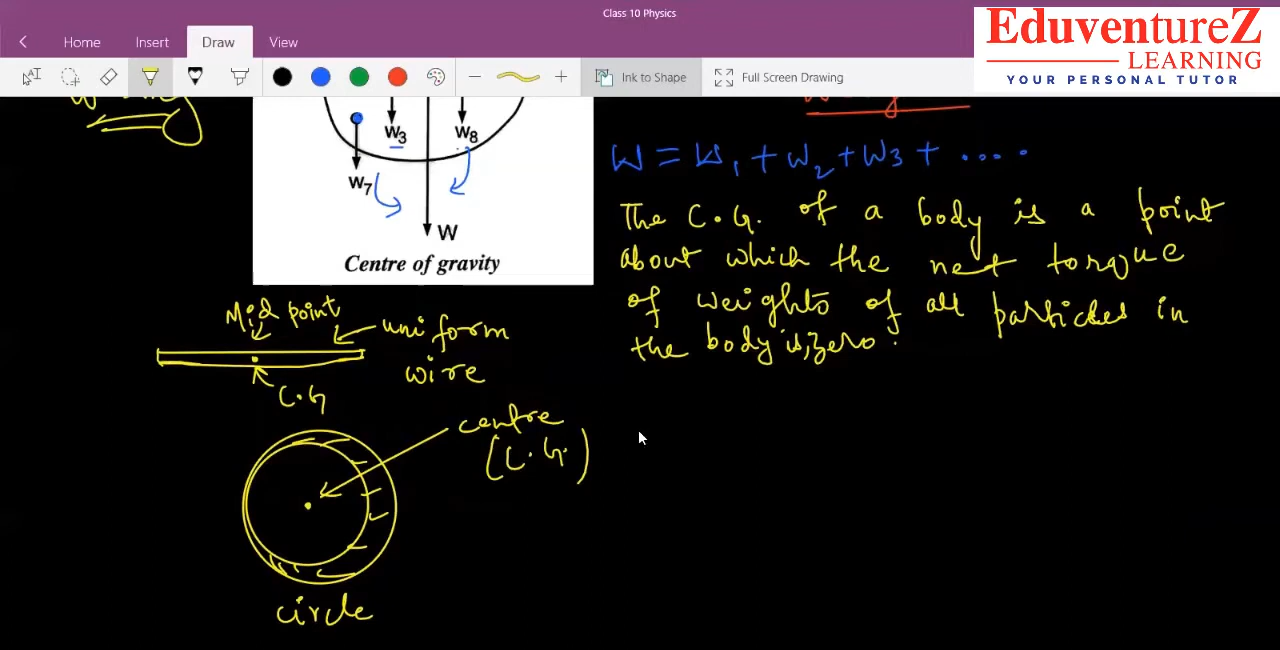 Class 10 Physics
EduventureZ
LEARNING
YOUR PERSONAL TUTOR
Home Insert Draw View
Ink to Shape Full Screen Drawing
W3 W8
W7
W
Centre of gravity
W = W1 + W2 + W3 + .....
The C.G. of a body is a point
about which the net torque
of weights of all particles in
the body is, zero.
Mid point
uniform
wire
C.G
centre
(C.G.)
circle